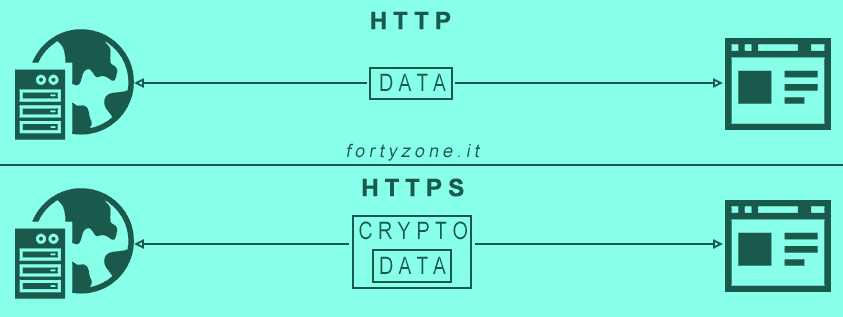 HTTP
DATA
fortyzone.it
HTTPS
CRYPTO
DATA